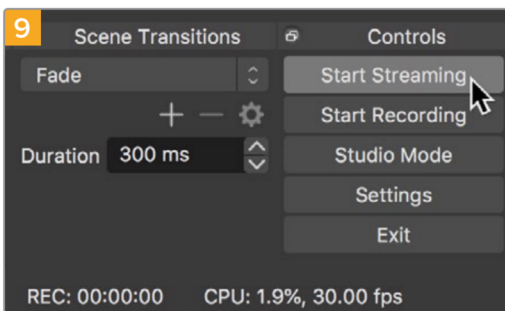 9
Scene Transitions
Controls
Fade
Start Streaming
Start Recording
Duration 300 ms
Studio Mode
Settings
Exit
REC: 00:00:00 CPU: 1.9%, 30.00 fps